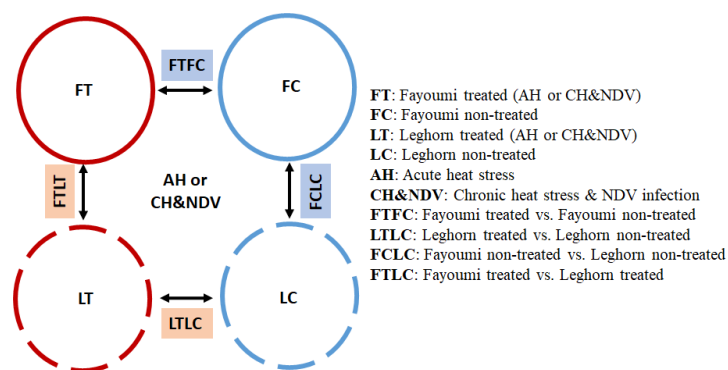 FTFC
FT
FC
FTLT
AH or
CH&NDV
FCLC
LT
LC
LTLC
FT: Fayoumi treated (AH or CH&NDV)
FC: Fayoumi non-treated
LT: Leghorn treated (AH or CH&NDV)
LC: Leghorn non-treated
AH: Acute heat stress
CH&NDV: Chronic heat stress & NDV infection
FTFC: Fayoumi treated vs. Fayoumi non-treated
LTLC: Leghorn treated vs. Leghorn non-treated
FCLC: Fayoumi non-treated vs. Leghorn non-treated
FTLC: Fayoumi treated vs. Leghorn treated